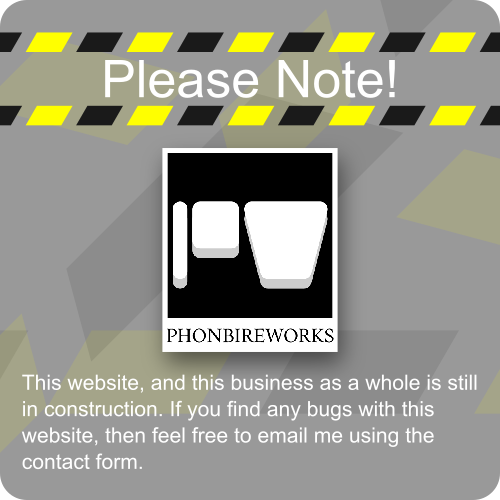 Please Note!
PHONBIREWORKS
This website, and this business as a whole is still
in construction. If you find any bugs with this
website, then feel free to email me using the
contact form.